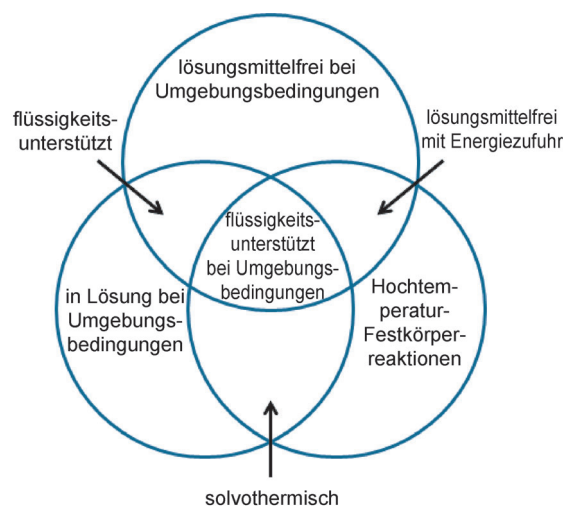 lösungsmittelfrei bei
Umgebungsbedingungen
flüssigkeits-
unterstützt
lösungsmittelfrei
mit Energiezufuhr
flüssigkeits-
unterstützt
bei Umgebungs-
bedingungen
in Lösung bei
Umgebungs-
bedingungen
Hochtem-
peratur-
Festkörper-
reaktionen
solvothermisch